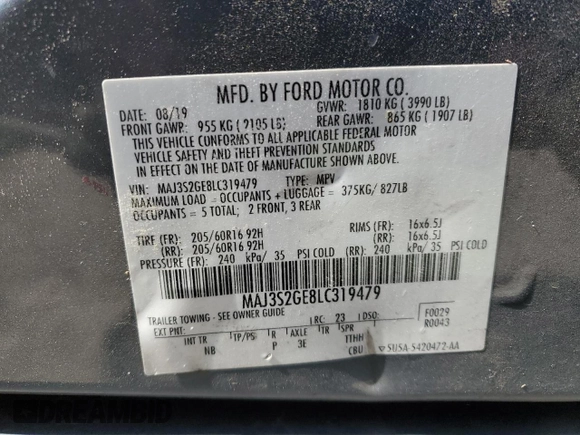 MFD. BY FORD MOTOR CO.
DATE: 08/19 GVWR: 1810 KG ( 3990 LB)
FRONT GAWR: 955 KG ( 2105 LB) REAR GAWR: 865 KG ( 1907 LB)
THIS VEHICLE CONFORMS TO ALL APPLICABLE FEDERAL MOTOR
VEHICLE SAFETY AND THEFT PREVENTION STANDARDS
IN EFFECT ON THE DATE OF MANUFACTURE SHOWN ABOVE.
VIN: MAJ3S2GE8LC319479 TYPE: MPV
MAXIMUM LOAD = OCCUPANTS + LUGGAGE = 375KG/ 827LB
OCCUPANTS = 5 TOTAL; 2 FRONT, 3 REAR
TIRE (FR): 205/60R16 92H RIMS (FR): 16x6.5J
(RR): 205/60R16 92H (RR): 16x6.5J
PRESSURE (FR): 240 kPa/ 35 PSI COLD (RR): 240 kPa/ 35 PSI COLD
MAJ3S2GE8LC319479
TRAILER TOWING - SEE OWNER GUIDE
EXT PNT: RC: 23 DSO: F0029
INT TR TP/PS R AXLE TR SPR R0043
NB P 3E ITHH
CBU SUSA-5420472-AA
DREAMBID